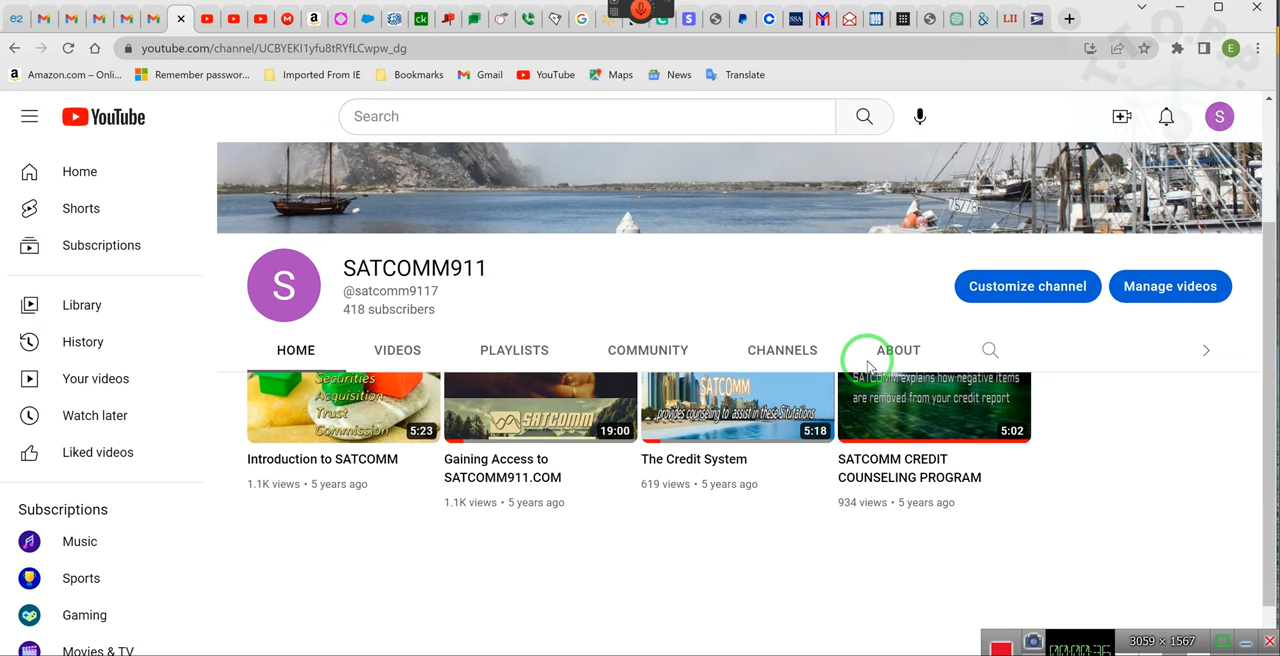 youtube.com/channel/UCBYEKI1yfu8tRYfLCwpw_dg
E
Amazon.com – Onli...
Remember passwor...
Imported From IE
Bookmarks
Gmail
YouTube
Maps
News
Translate
YouTube
Search
S
Home
Shorts
Subscriptions
Library
History
Your videos
Watch later
Liked videos
Subscriptions
Music
Sports
Gaming
Movies & TV
75/78
S
SATCOMM911
@satcomm9117
418 subscribers
Customize channel
Manage videos
HOME
VIDEOS
PLAYLISTS
COMMUNITY
CHANNELS
ABOUT
Securities
Acquisition
Trust
Commission
5:23
Introduction to SATCOMM
1.1K views • 5 years ago
SATCOMM
19:00
Gaining Access to
SATCOMM911.COM
1.1K views • 5 years ago
SATCOMM
provides counseling to assist in these Situtations
5:18
The Credit System
619 views • 5 years ago
SATCOMM explains how negative items
are removed from your credit report
5:02
SATCOMM CREDIT
COUNSELING PROGRAM
934 views • 5 years ago
3059 × 1567